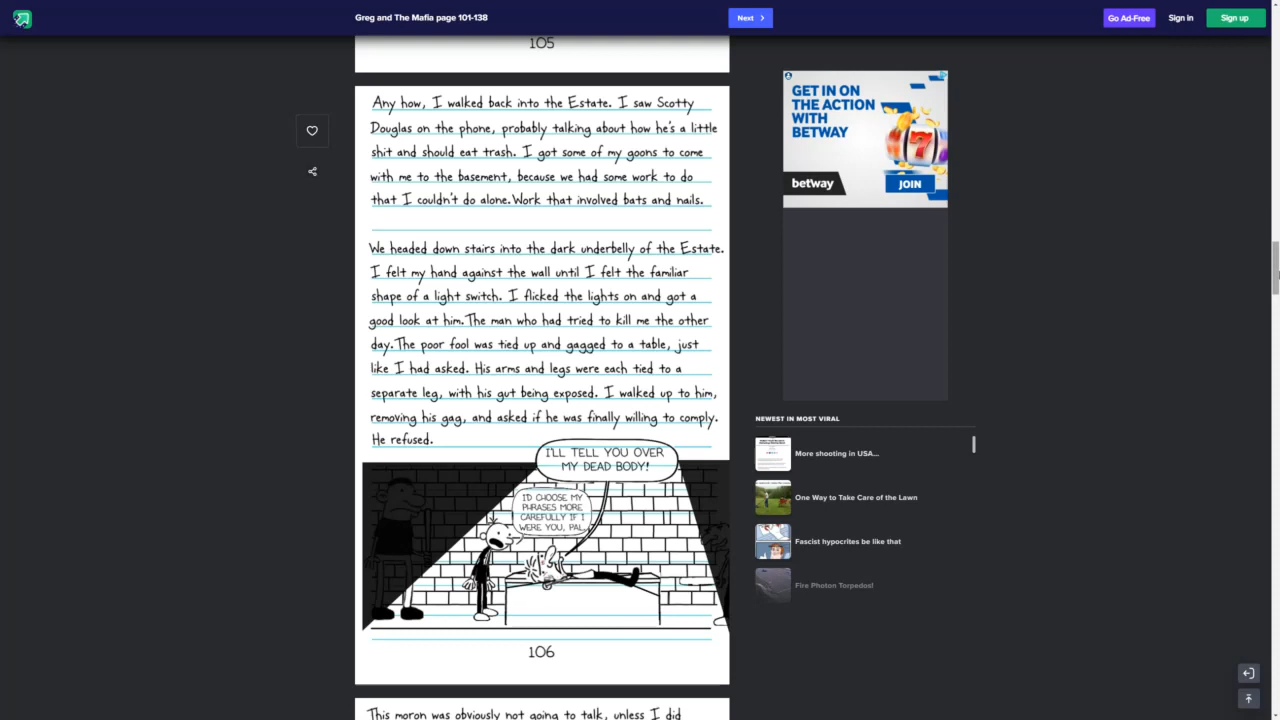 Greg and The Mafia page 101-138
Next
Go Ad-Free
Sign in
Sign up
105
Any how, I walked back into the Estate. I saw Scotty
Douglas on the phone, probably talking about how he's a little
shit and should eat trash. I got some of my goons to come
with me to the basement, because we had some work to do
that I couldn't do alone. Work that involved bats and nails.
We headed down stairs into the dark underbelly of the Estate.
I felt my hand against the wall until I felt the familiar
shape of a light switch. I flicked the lights on and got a
good look at him. The man who had tried to kill me the other
day. The poor fool was tied up and gagged to a table, just
like I had asked. His arms and legs were each tied to a
separate leg, with his gut being exposed. I walked up to him,
removing his gag, and asked if he was finally willing to comply.
He refused.
I'LL TELL YOU OVER
MY DEAD BODY!
I'D CHOOSE MY
PHRASES MORE
CAREFULLY IF I
WERE YOU, PAL.
106
This moron was obviously not going to talk, unless I did
GET IN ON
THE ACTION
WITH
BETWAY
7
betway
JOIN
NEWEST IN MOST VIRAL
More shooting in USA...
One Way to Take Care of the Lawn
Fascist hypocrites be like that
Fire Photon Torpedos!